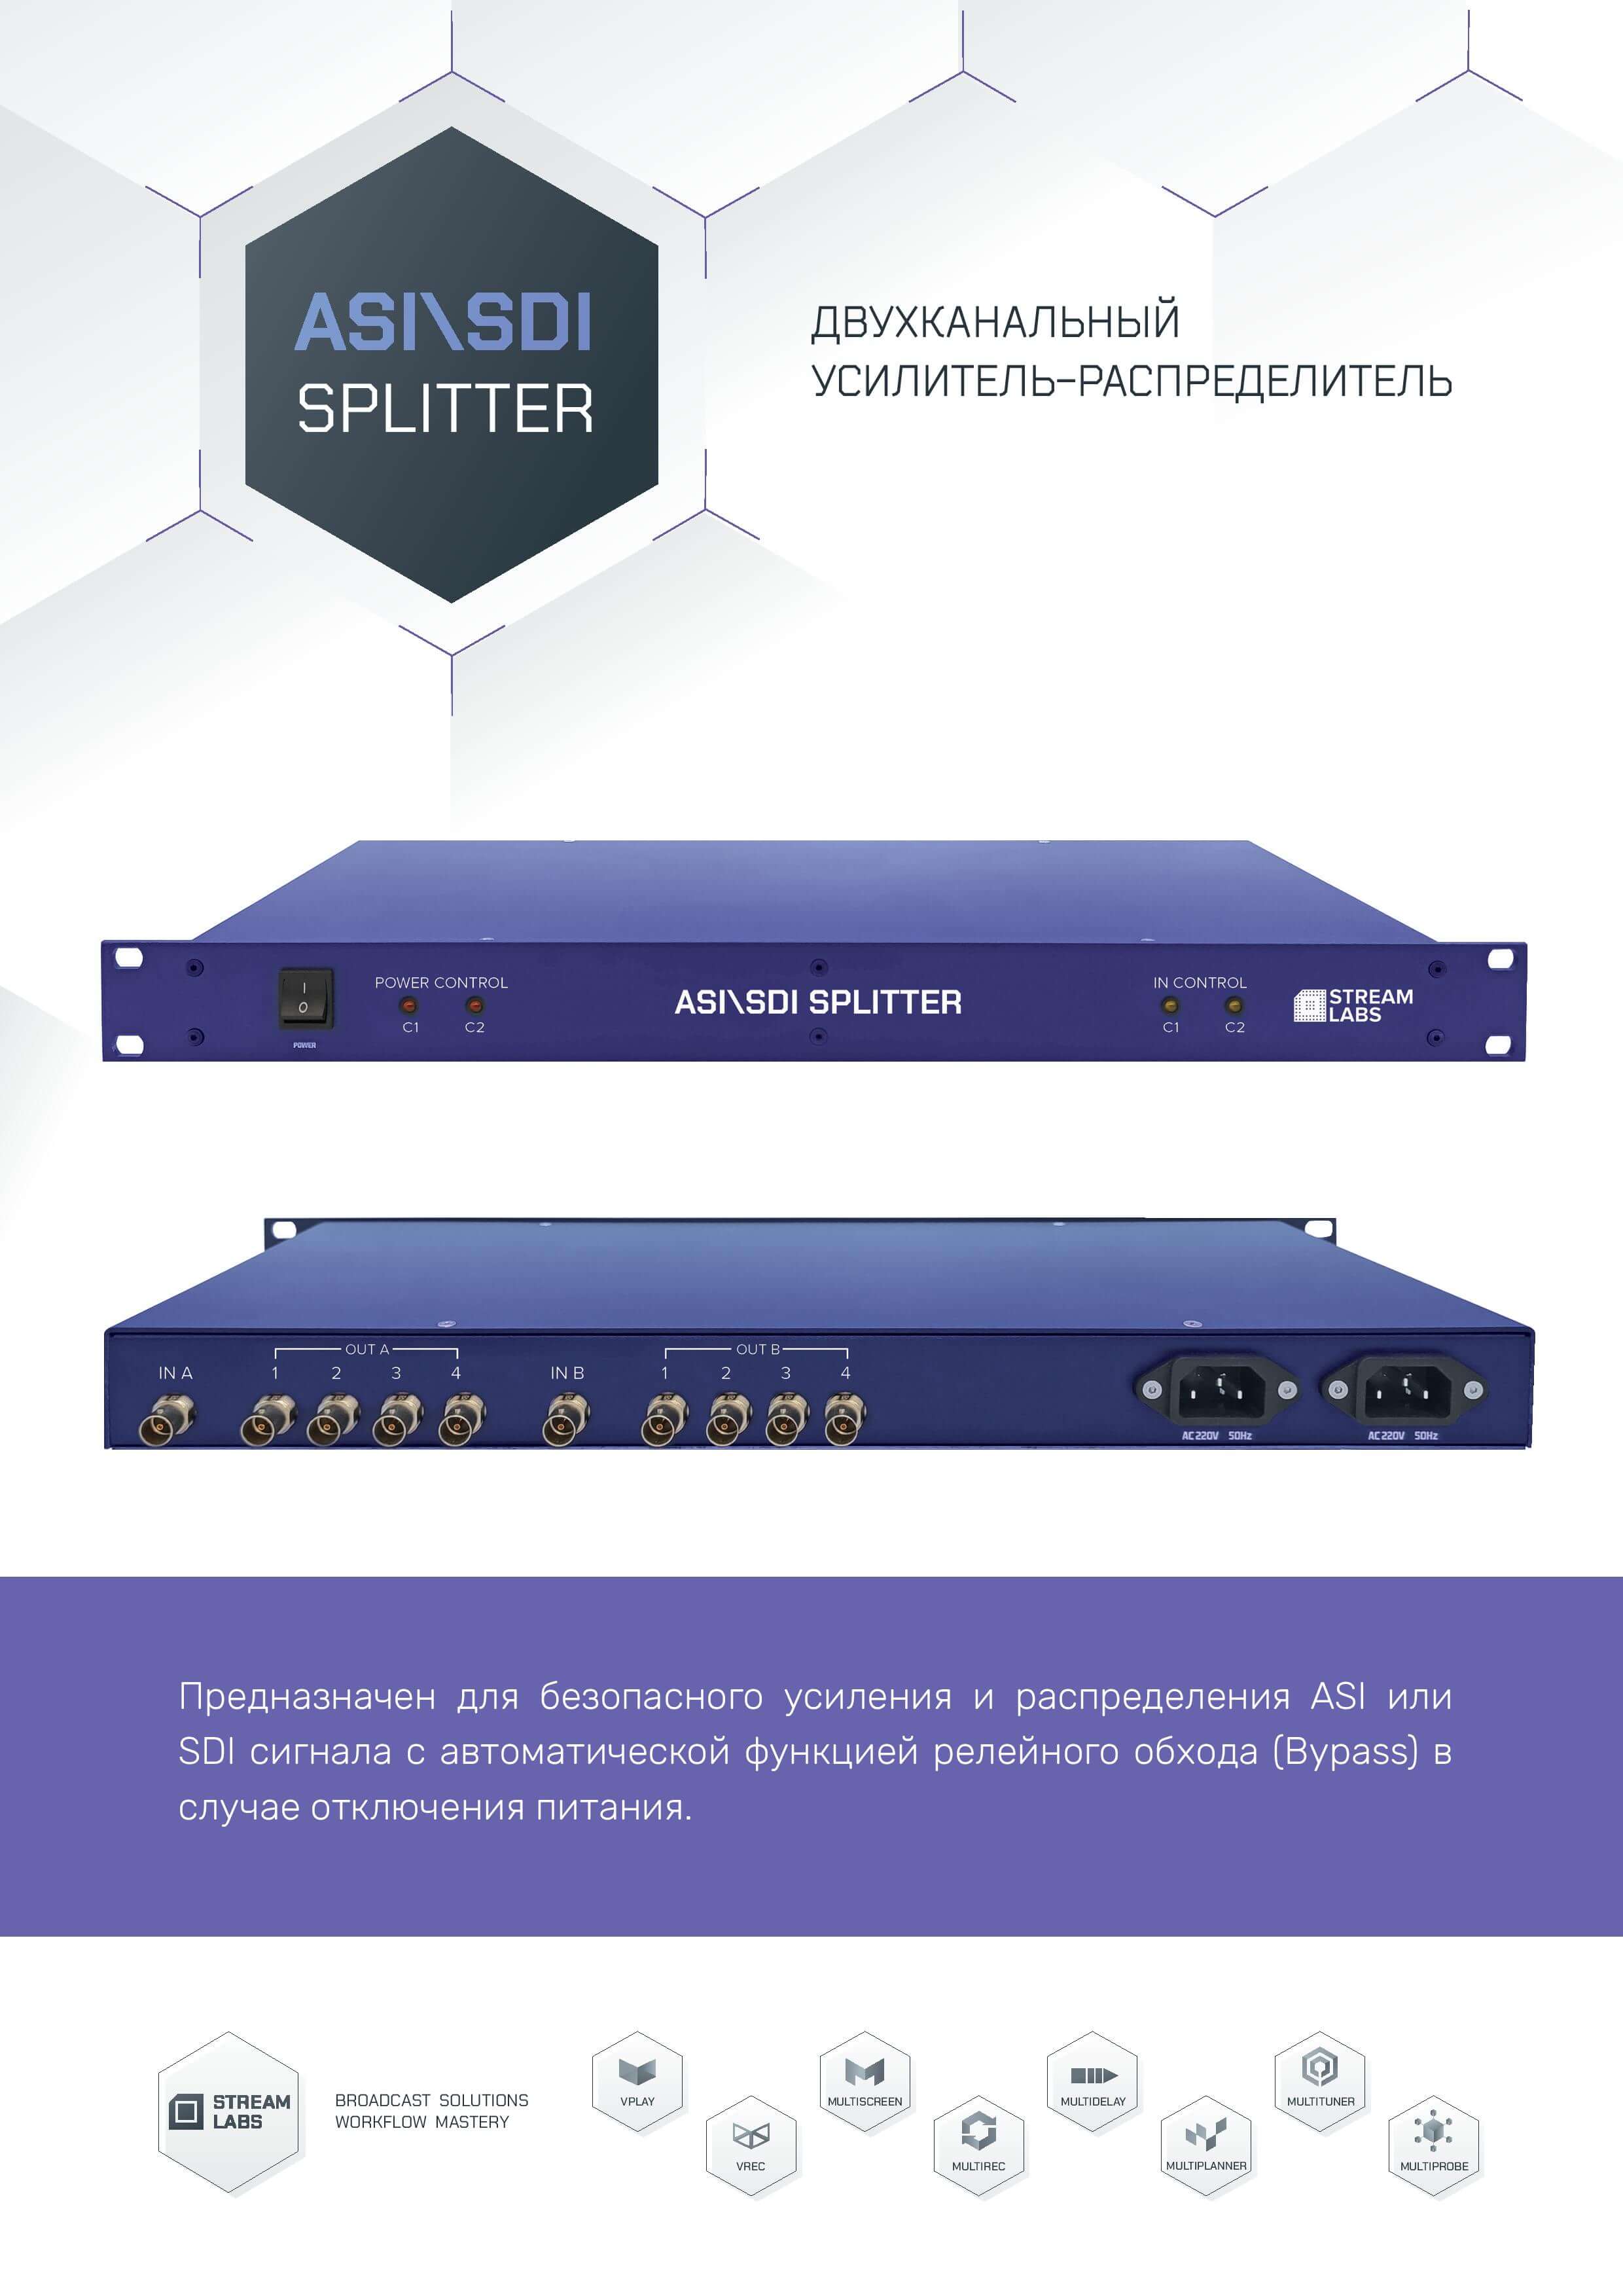 ASI\SDI
SPLITTER
ДВУХКАНАЛЬНЫЙ
УСИЛИТЕЛЬ-РАСПРЕДЕЛИТЕЛЬ
POWER
POWER CONTROL
C1 C2
ASI\SDI SPLITTER
IN CONTROL
C1 C2
STREAM
LABS
OUT A OUT B
IN A 1 2 3 4 IN B 1 2 3 4
AC 220V 50Hz AC 220V 50Hz
Предназначен для безопасного усиления и распределения ASI или
SDI сигнала с автоматической функцией релейного обхода (Bypass) в
случае отключения питания.
STREAM
LABS
BROADCAST SOLUTIONS
WORKFLOW MASTERY
VPLAY
VREC
MULTISCREEN
MULTIREC
MULTIDELAY
MULTIPLANNER
MULTITUNER
MULTIPROBE